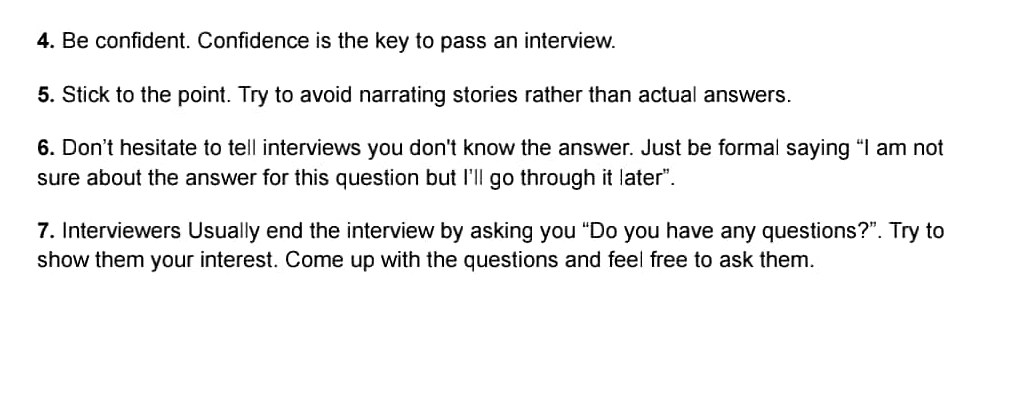 4. Be confident. Confidence is the key to pass an interview.
5. Stick to the point. Try to avoid narrating stories rather than actual answers.
6. Don’t hesitate to tell interviews you don't know the answer. Just be formal saying “I am not
sure about the answer for this question but I’ll go through it later”.
7. Interviewers Usually end the interview by asking you “Do you have any questions?”. Try to
show them your interest. Come up with the questions and feel free to ask them.